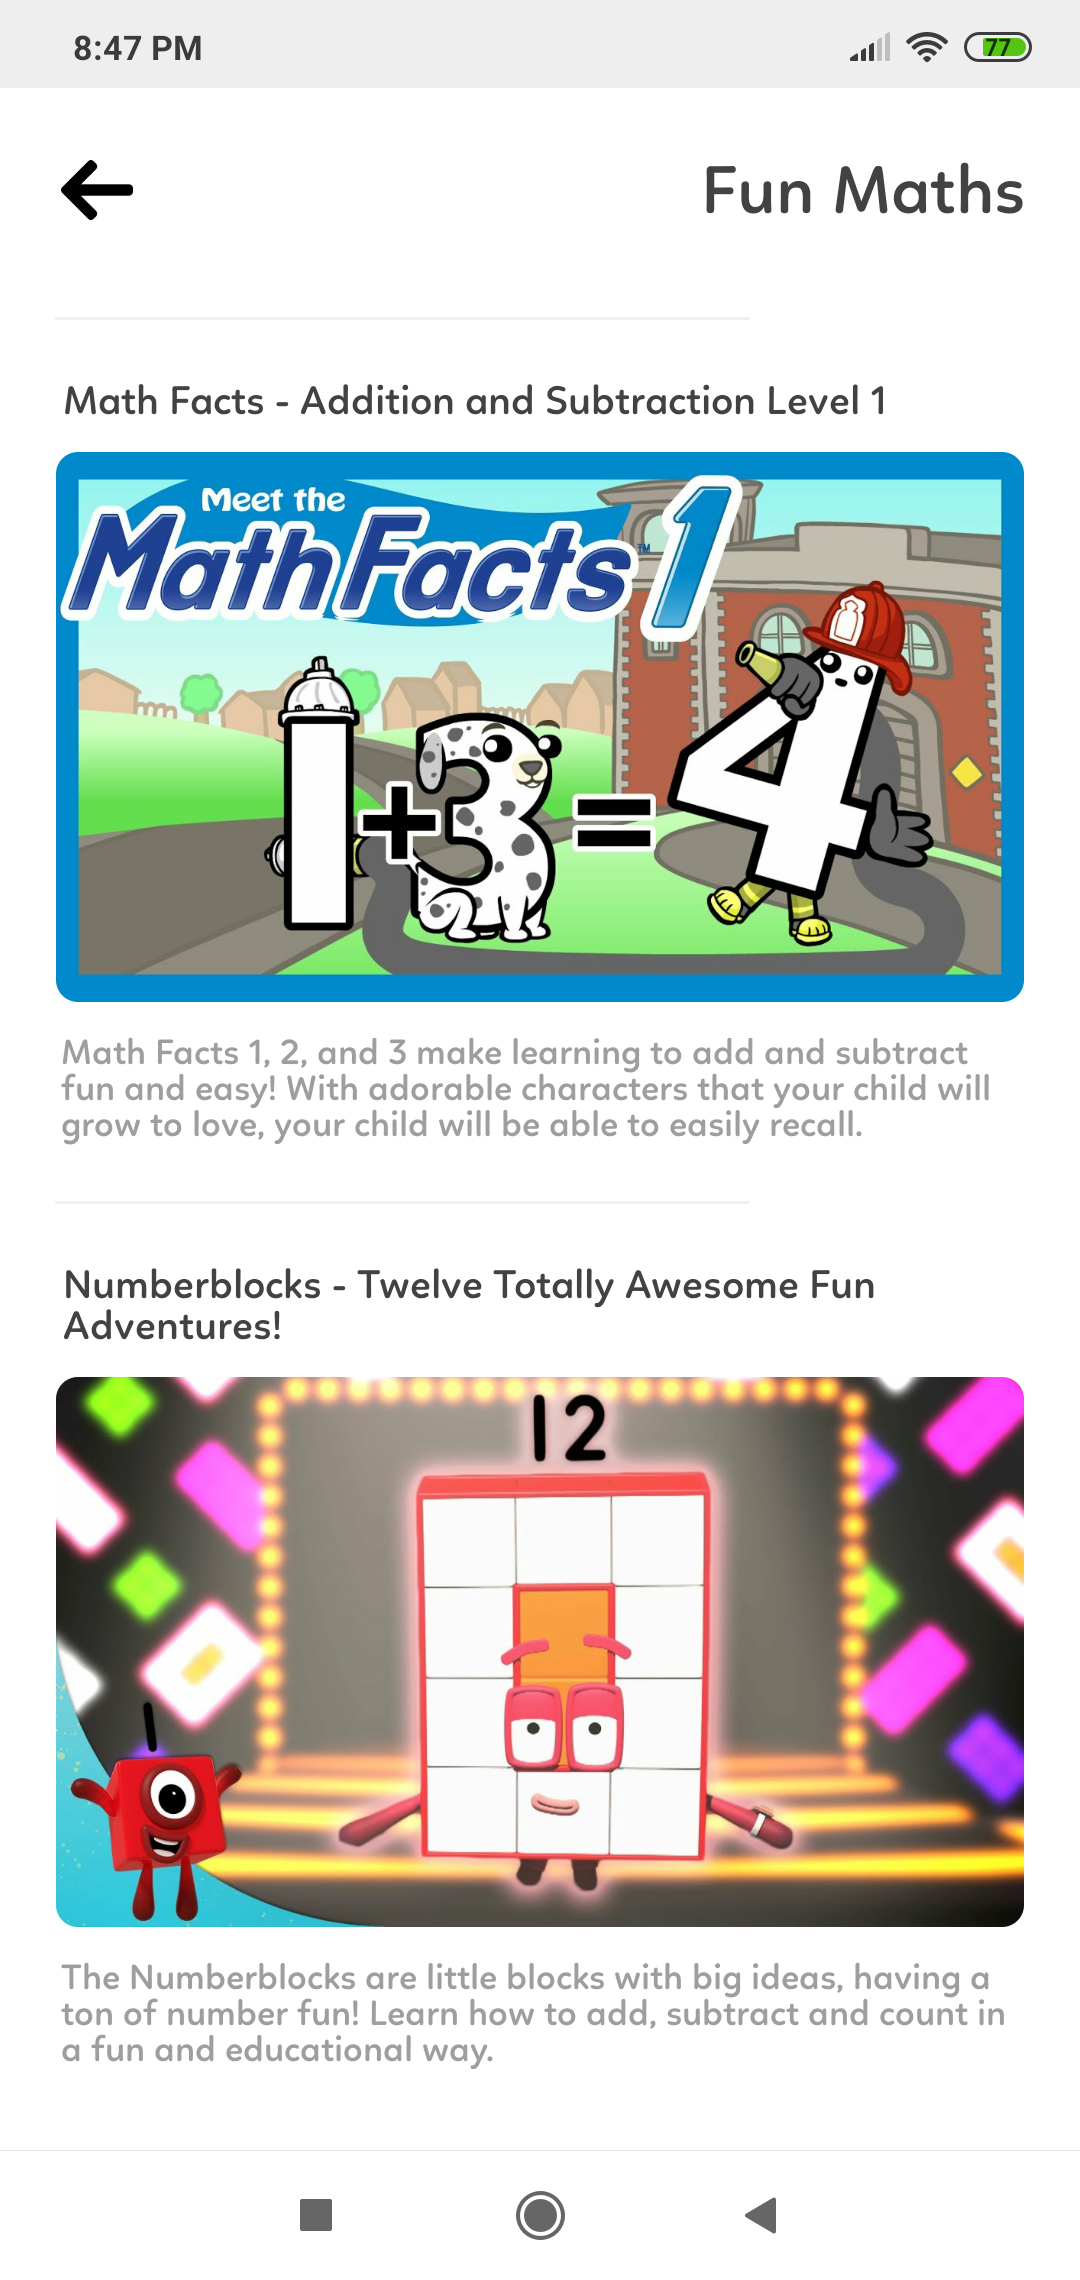 8:47 PM
77
Fun Maths
Math Facts - Addition and Subtraction Level 1
Meet the
MathFacts 1
TM
1+3=4
Math Facts 1, 2, and 3 make learning to add and subtract
fun and easy! With adorable characters that your child will
grow to love, your child will be able to easily recall.
Numberblocks - Twelve Totally Awesome Fun
Adventures!
12
The Numberblocks are little blocks with big ideas, having a
ton of number fun! Learn how to add, subtract and count in
a fun and educational way.